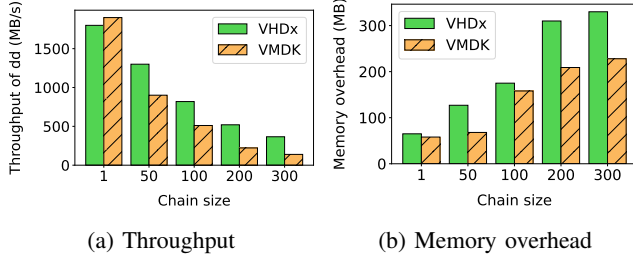 Throughput
of dd (MB/s)
1500
1000
500
0
VHDx
VMDK
1 50 100 200 300
Chain size
(a) Throughput
Memory overhead (MB)
300
200
100
0
VHDx
VMDK
1 50 100 200 300
Chain size
(b) Memory overhead